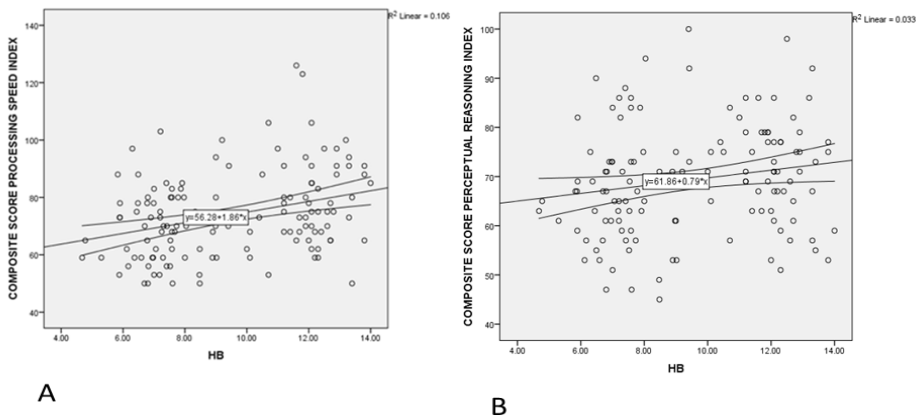 R² Linear = 0.106
COMPOSITE SCORE PROCESSING SPEED INDEX
140
120
100
80
60
40
y=56.28+1.86*x
4.00 6.00 8.00 10.00 12.00 14.00
HB
A
R² Linear = 0.033
COMPOSITE SCORE PERCEPTUAL REASONING INDEX
100
90
80
70
60
50
40
y=61.86+0.79*x
4.00 6.00 8.00 10.00 12.00 14.00
HB
B